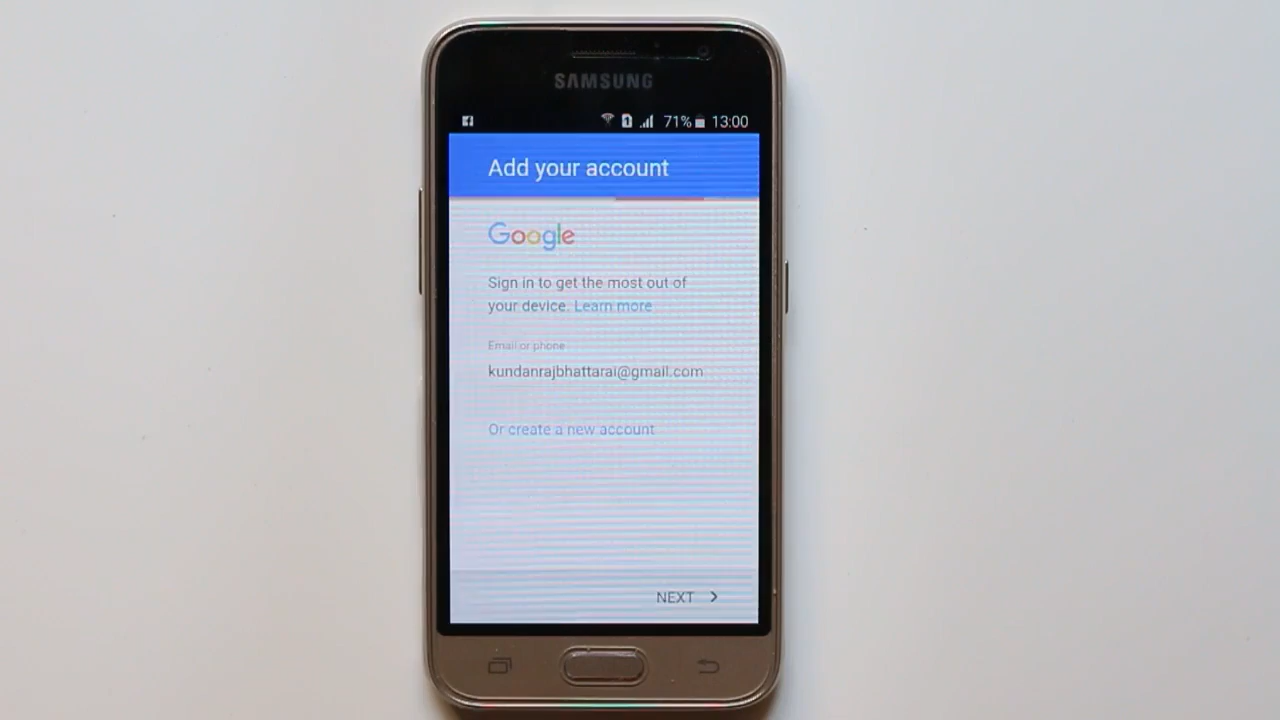 SAMSUNG
71% 13:00
Add your account
Google
Sign in to get the most out of
your device. Learn more
Email or phone
kundanrajbhattarai@gmail.com
Or create a new account
NEXT